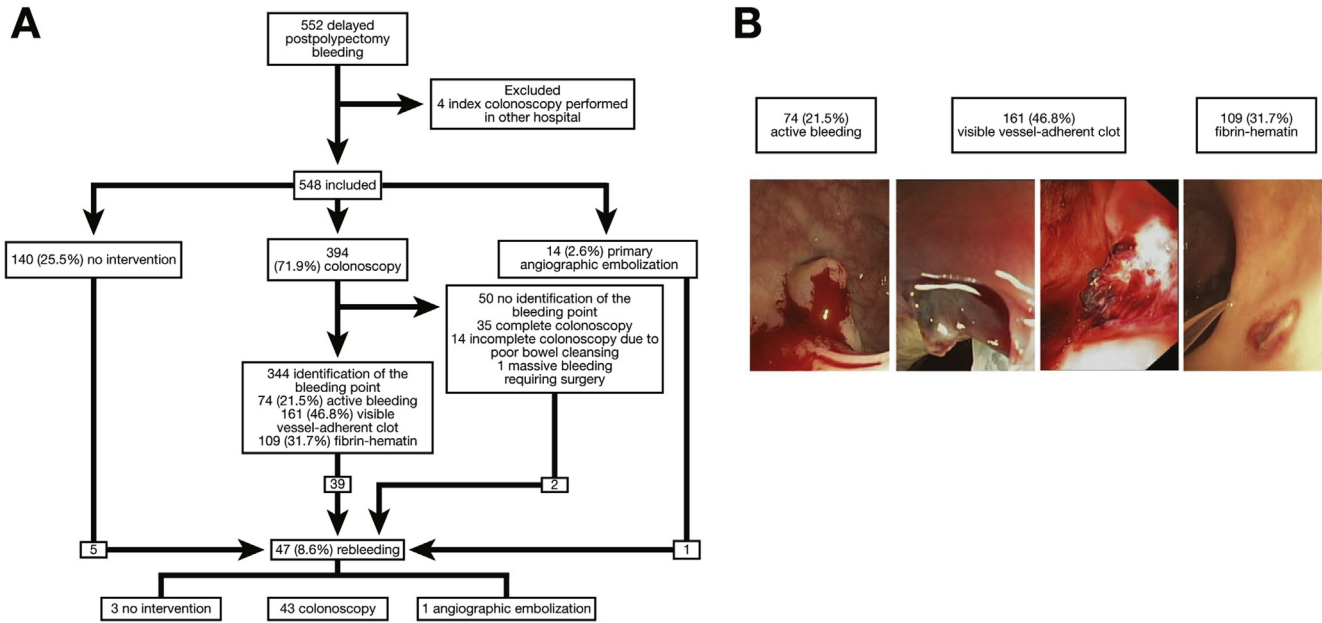 A
552 delayed
postpolypectomy
bleeding
Excluded
4 index colonoscopy performed
in other hospital
548 included
140 (25.5%) no intervention
394
(71.9%) colonoscopy
14 (2.6%) primary
angiographic embolization
50 no identification of the
bleeding point
35 complete colonoscopy
14 incomplete colonoscopy due to
poor bowel cleansing
1 massive bleeding
requiring surgery
344 identification of the
bleeding point
74 (21.5%) active bleeding
161 (46.8%) visible
vessel-adherent clot
109 (31.7%) fibrin-hematin
39
2
5
47 (8.6%) rebleeding
1
3 no intervention
43 colonoscopy
1 angiographic embolization
B
74 (21.5%)
active bleeding
161 (46.8%)
visible vessel-adherent clot
109 (31.7%)
fibrin-hematin